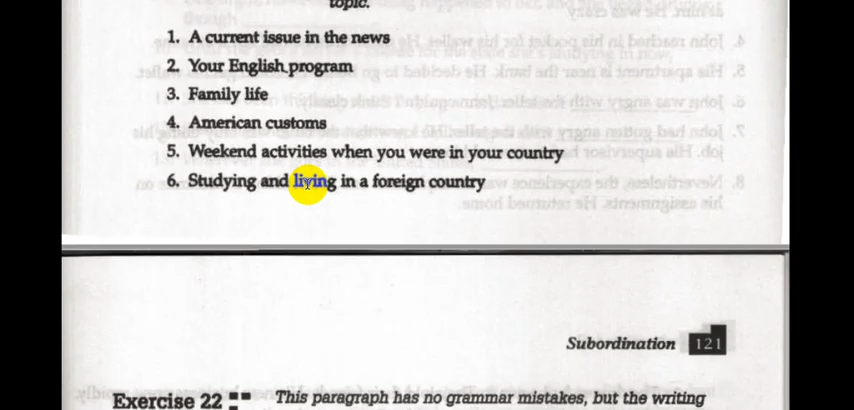 topic.
1. A current issue in the news
2. Your English program
3. Family life
4. American customs
5. Weekend activities when you were in your country
6. Studying and living in a foreign country
Subordination 121
Exercise 22 This paragraph has no grammar mistakes, but the writing